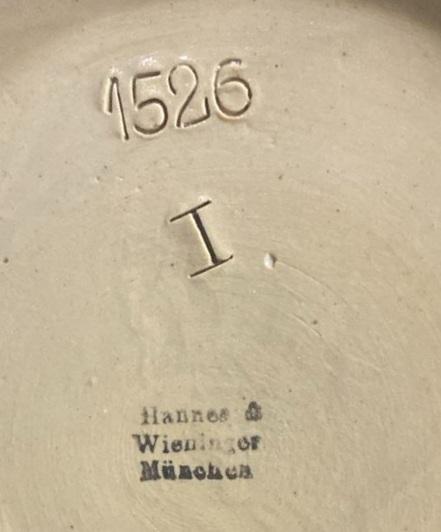 1526
I
Hannes &
Wieninger
München